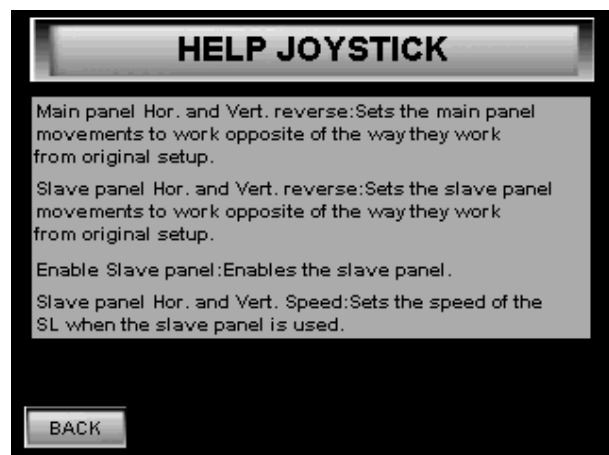 HELP JOYSTICK
Main panel Hor. and Vert. reverse:Sets the main panel
movements to work opposite of the way they work
from original setup.
Slave panel Hor. and Vert. reverse:Sets the slave panel
movements to work opposite of the way they work
from original setup.
Enable Slave panel:Enables the slave panel.
Slave panel Hor. and Vert. Speed:Sets the speed of the
SL when the slave panel is used.
BACK